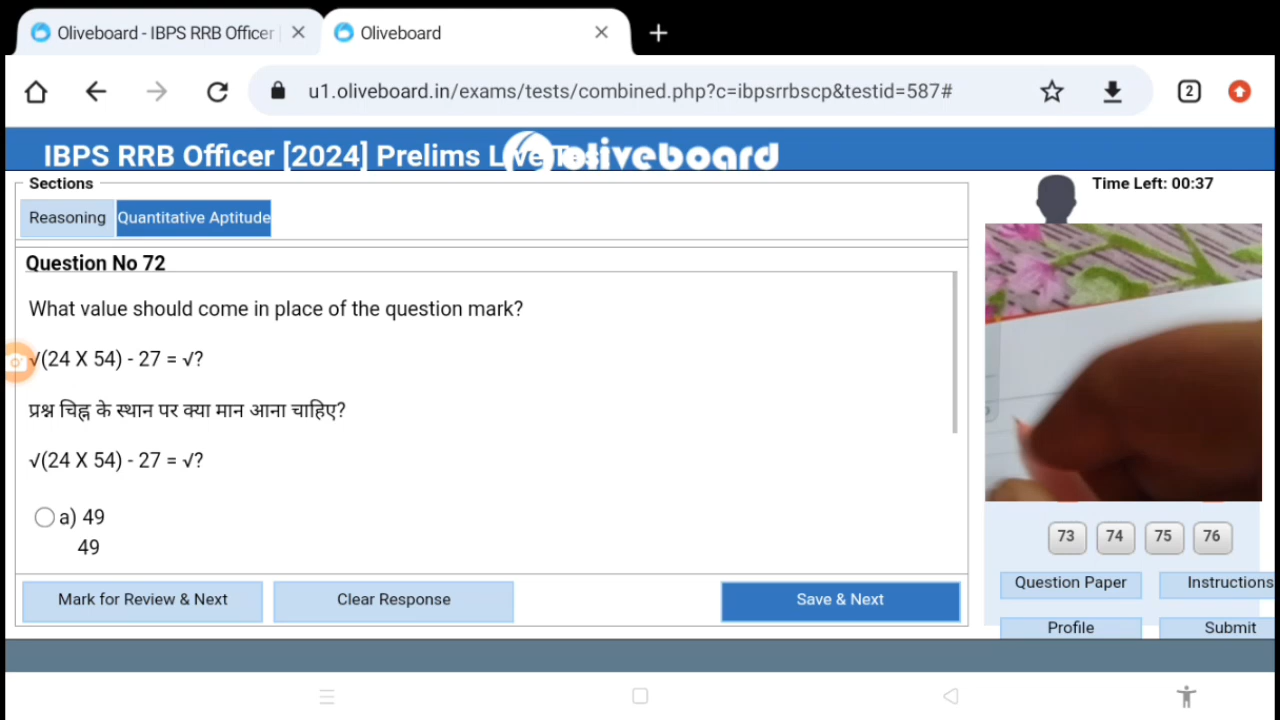 Oliveboard - IBPS RRB Officer
Oliveboard
u1.oliveboard.in/exams/tests/combined.php?c=ibpsrrbscp&testid=587#
2
IBPS RRB Officer [2024] Prelims Live Test
oliveboard
Sections
Time Left: 00:37
Reasoning
Quantitative Aptitude
Question No 72
What value should come in place of the question mark?
√(24 X 54) - 27 = √?
प्रश्न चिह्न के स्थान पर क्या मान आना चाहिए?
√(24 X 54) - 27 = √?
a) 49
49
73 74 75 76
Question Paper
Instructions
Mark for Review & Next
Clear Response
Save & Next
Profile
Submit